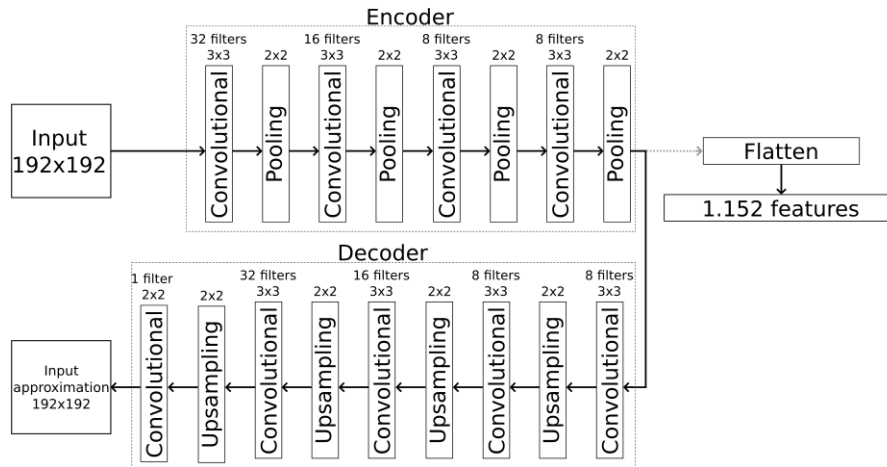 Encoder
32 filters
3x3
2x2
16 filters
3x3
2x2
8 filters
3x3
2x2
8 filters
3x3
2x2
Input
192x192
Convolutional
Pooling
Convolutional
Pooling
Convolutional
Pooling
Convolutional
Pooling
Flatten
1.152 features
Decoder
1 filter
2x2
2x2
32 filters
3x3
2x2
16 filters
3x3
2x2
8 filters
3x3
2x2
8 filters
3x3
Input
approximation
192x192
Convolutional
Upsampling
Convolutional
Upsampling
Convolutional
Upsampling
Convolutional
Upsampling
Convolutional